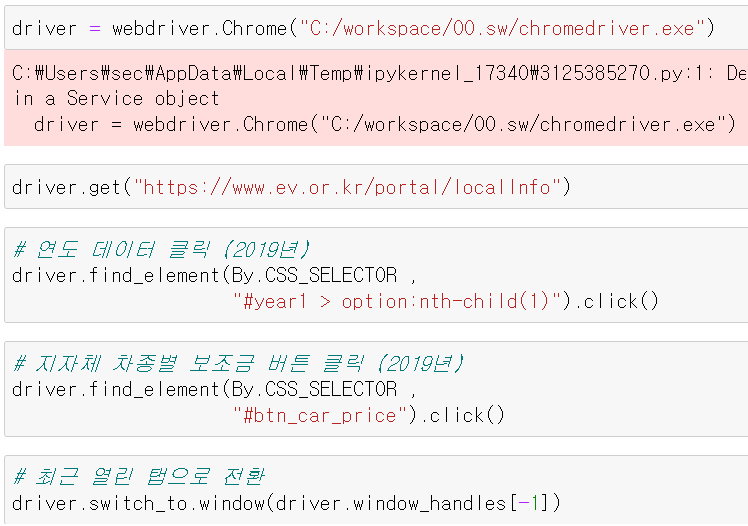 driver = webdriver.Chrome("C:/workspace/00.sw/chromedriver.exe")
C:₩Users₩sec₩AppData₩Local₩Temp₩ipykernel_17340₩3125385270.py:1: De
in a Service object
driver = webdriver.Chrome("C:/workspace/00.sw/chromedriver.exe")
driver.get("https://www.ev.or.kr/portal/localInfo")
# 연도 데이터 클릭 (2019년)
driver.find_element(By.CSS_SELECTOR ,
"#year1 > option:nth-child(1)").click()
# 지자체 차종별 보조금 버튼 클릭 (2019년)
driver.find_element(By.CSS_SELECTOR ,
"#btn_car_price").click()
# 최근 열린 탭으로 전환
driver.switch_to.window(driver.window_handles[-1])